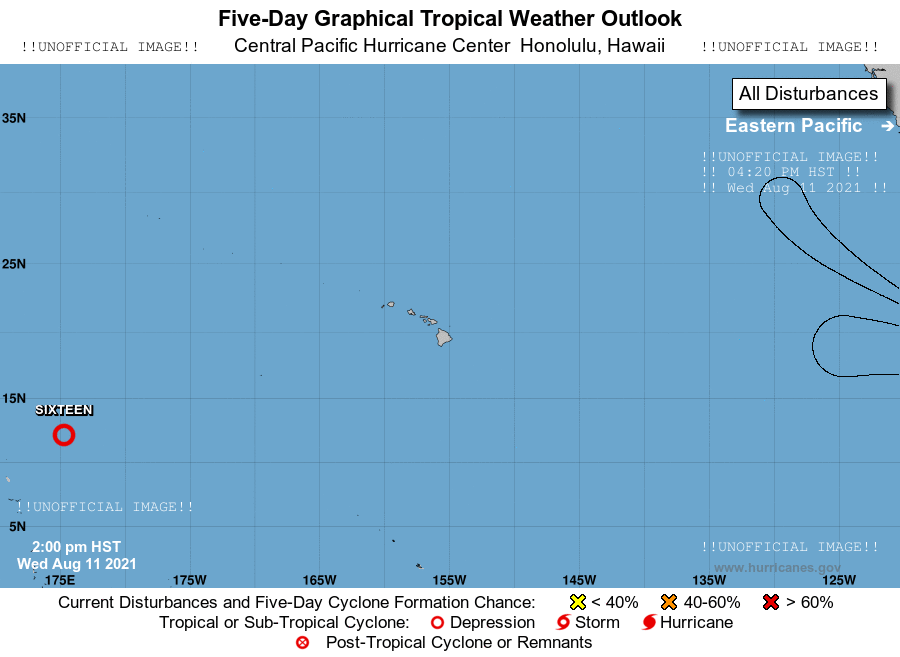 Five-Day Graphical Tropical Weather Outlook
!!UNOFFICIAL IMAGE!! Central Pacific Hurricane Center Honolulu, Hawaii !!UNOFFICIAL IMAGE!!
All Disturbances
35N
Eastern Pacific →
!!UNOFFICIAL IMAGE!!
!! 04:20 PM HST !!
!! Wed Aug 11 2021 !!
25N
15N
SIXTEEN
!!UNOFFICIAL IMAGE!!
5N
2:00 pm HST
Wed Aug 11 2021
!!UNOFFICIAL IMAGE!!
www.hurricanes.gov
175E 175W 165W 155W 145W 135W 125W
Current Disturbances and Five-Day Cyclone Formation Chance: < 40% 40-60% > 60%
Tropical or Sub-Tropical Cyclone: Depression Storm Hurricane
Post-Tropical Cyclone or Remnants